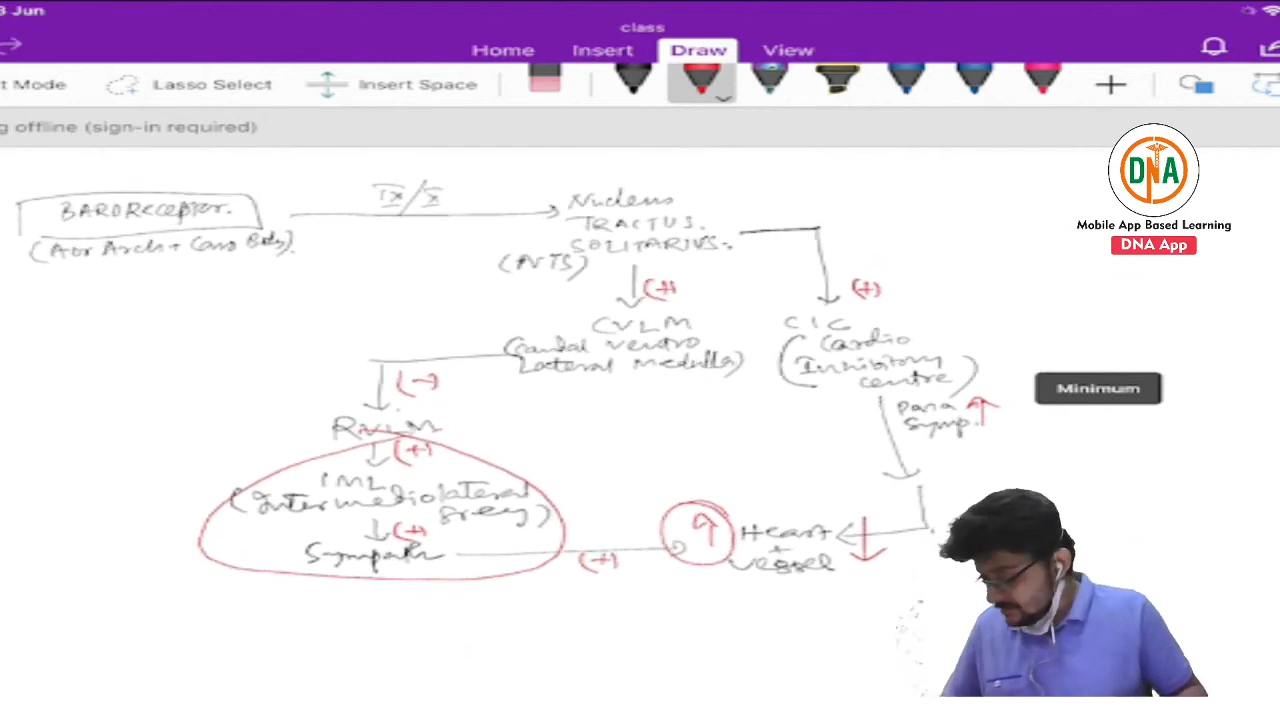 3 Jun
class
Home Insert Draw View
t Mode Lasso Select Insert Space
g offline (sign-in required)
DNA
Mobile App Based Learning
DNA App
BARORECEPTOR.
(Aor Arch + Caro Body).
IX/X
Nucleus
TRACTUS.
SOLITARIUS.
(NTS)
(+)
(+)
CVLM
(Caudal ventro
Lateral medulla)
CIC
(Cardio
Inhibitory
centre)
Minimum
(-)
Para ↑
Symp.
RVLM
(+)
IML
(Intermediolateral
Grey)
(+)
Sympath
(+)
↑
Heart
+
vessel
↓